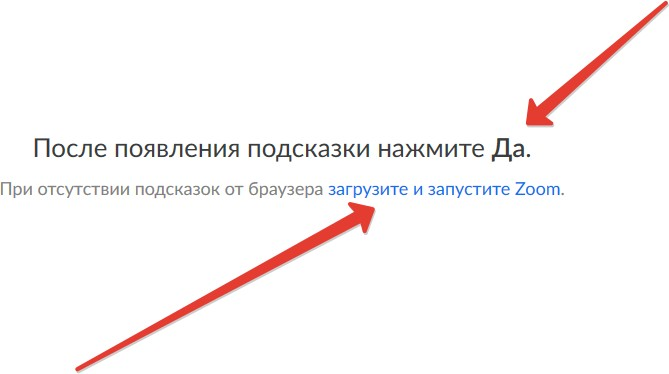 После появления подсказки нажмите Да.
При отсутствии подсказок от браузера загрузите и запустите Zoom.